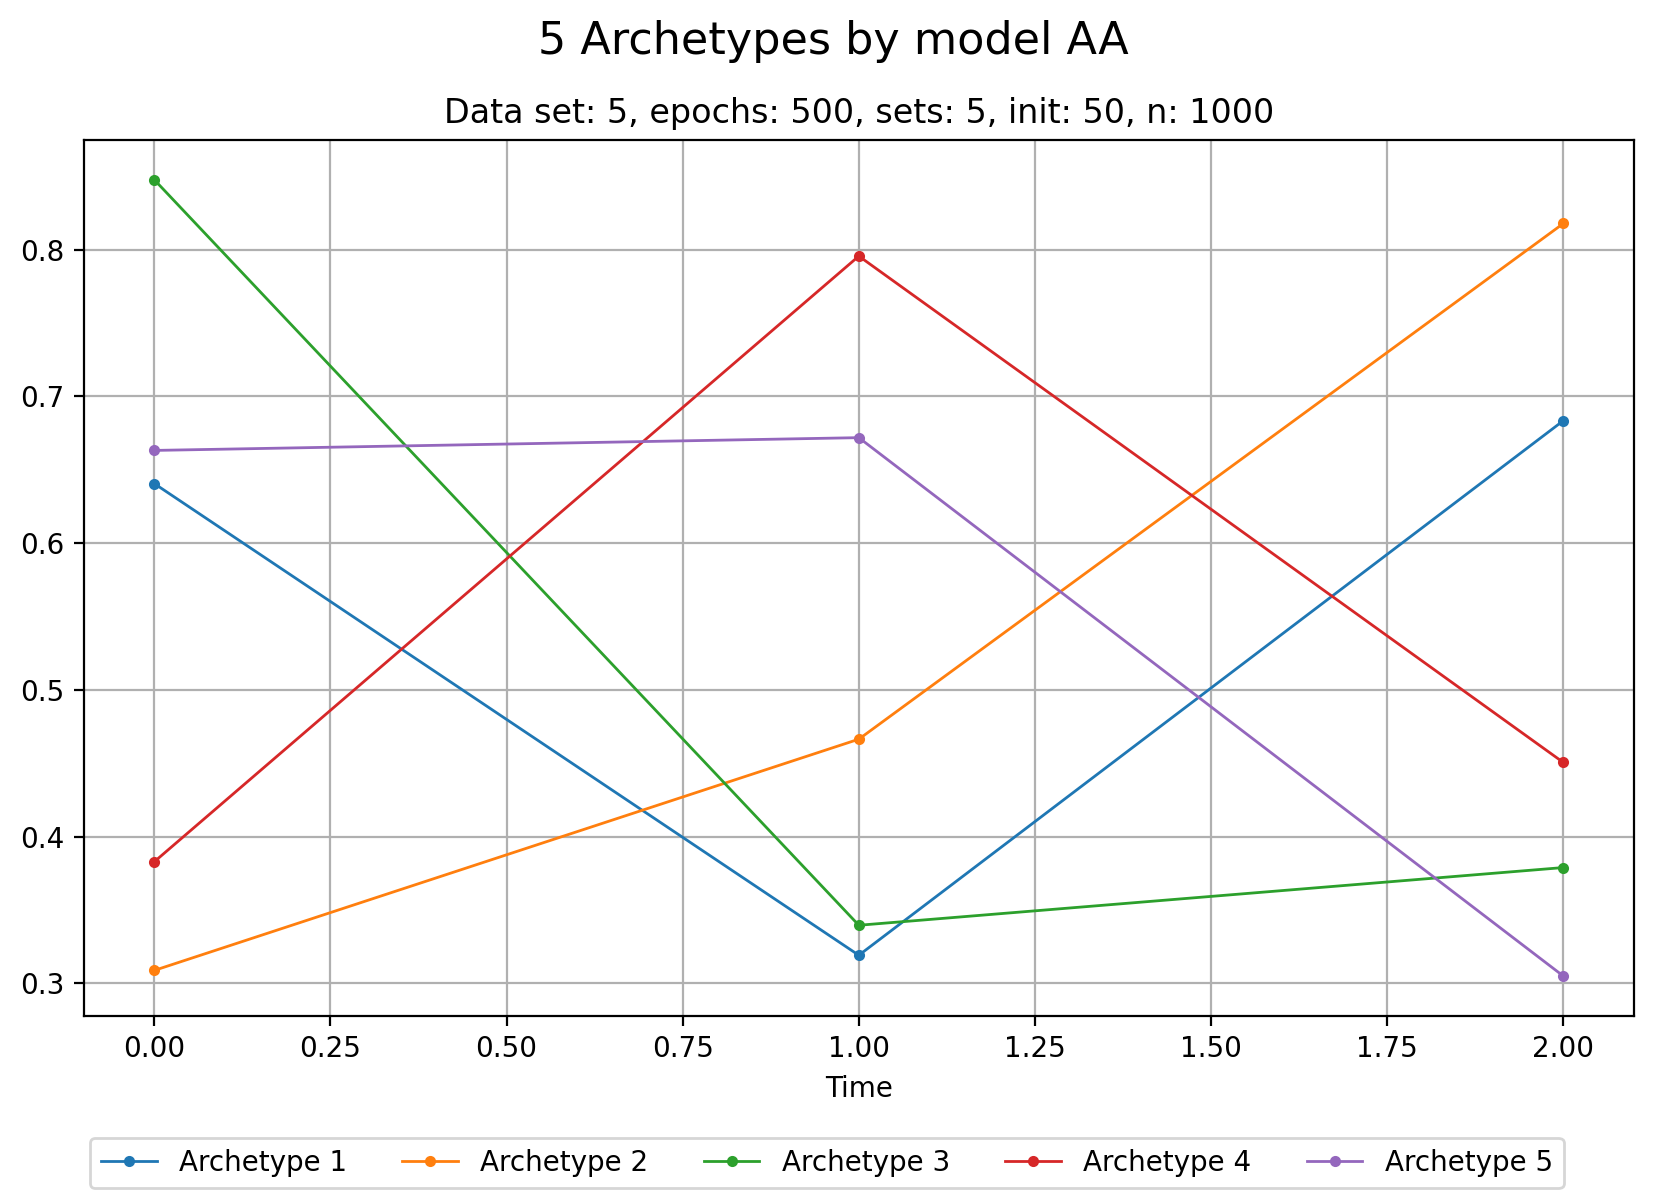 5 Archetypes by model AA
Data set: 5, epochs: 500, sets: 5, init: 50, n: 1000
0.8
0.7
0.6
0.5
0.4
0.3
0.00 0.25 0.50 0.75 1.00 1.25 1.50 1.75 2.00
Time
Archetype 1 Archetype 2 Archetype 3 Archetype 4 Archetype 5